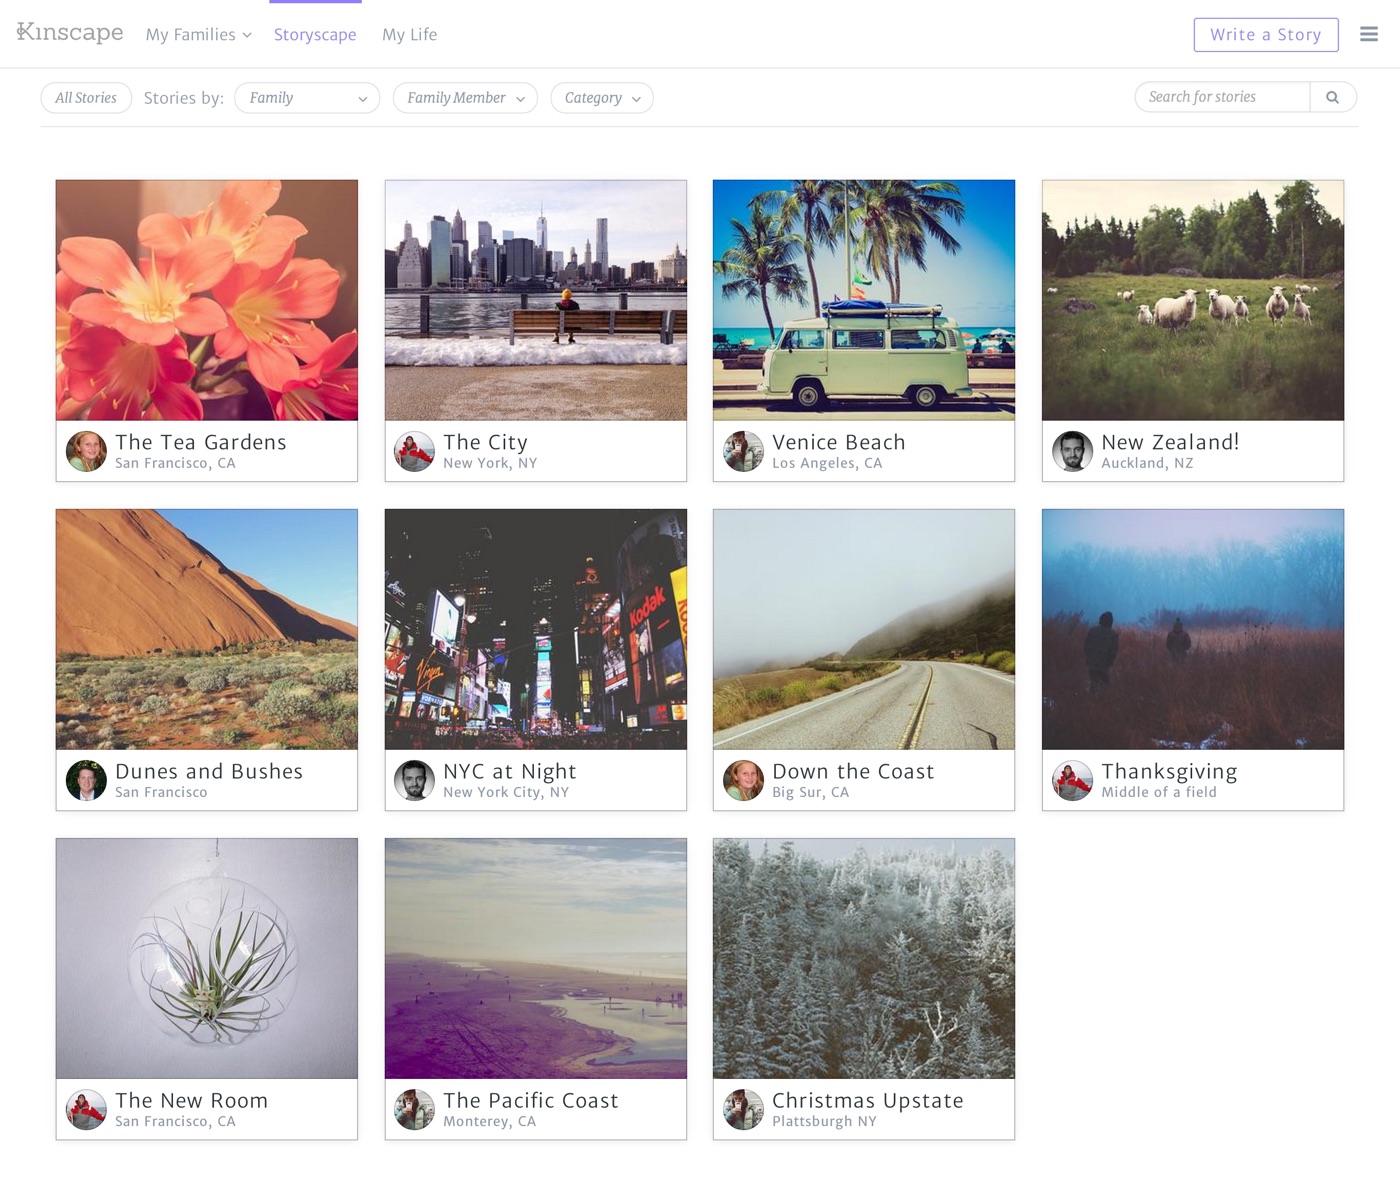 Kinscape My Families Storyscape My Life Write a Story
All Stories Stories by: Family Family Member Category Search for stories
The Tea Gardens
San Francisco, CA
The City
New York, NY
Venice Beach
Los Angeles, CA
New Zealand!
Auckland, NZ
Kodak
Virgin
Dunes and Bushes
San Francisco
NYC at Night
New York City, NY
Down the Coast
Big Sur, CA
Thanksgiving
Middle of a field
The New Room
San Francisco, CA
The Pacific Coast
Monterey, CA
Christmas Upstate
Plattsburgh NY